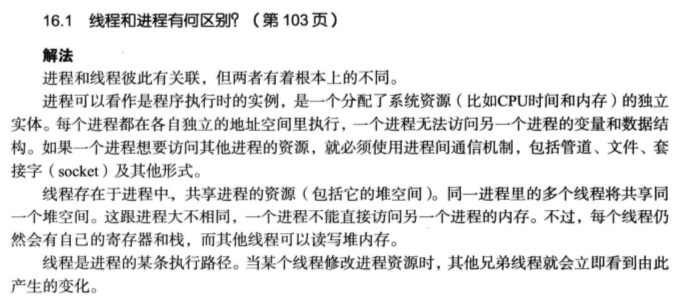 16.1 线程和进程有何区别？（第 103 页）
解法
进程和线程彼此有关联，但两者有着根本上的不同。
进程可以看作是程序执行时的实例，是一个分配了系统资源（比如CPU时间和内存）的独立
实体。每个进程都在各自独立的地址空间里执行，一个进程无法访问另一个进程的变量和数据结
构。如果一个进程想要访问其他进程的资源，就必须使用进程间通信机制，包括管道、文件、套
接字（socket）及其他形式。
线程存在于进程中，共享进程的资源（包括它的堆空间）。同一进程里的多个线程将共享同
一个堆空间。这跟进程大不相同，一个进程不能直接访问另一个进程的内存。不过，每个线程仍
然会有自己的寄存器和栈，而其他线程可以读写堆内存。
线程是进程的某条执行路径。当某个线程修改进程资源时，其他兄弟线程就会立即看到由此
产生的变化。